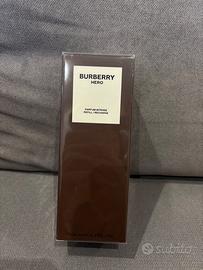 BURBERRY
HERO
PARFUM INTENSE
REFILL / RECHARGE
subito